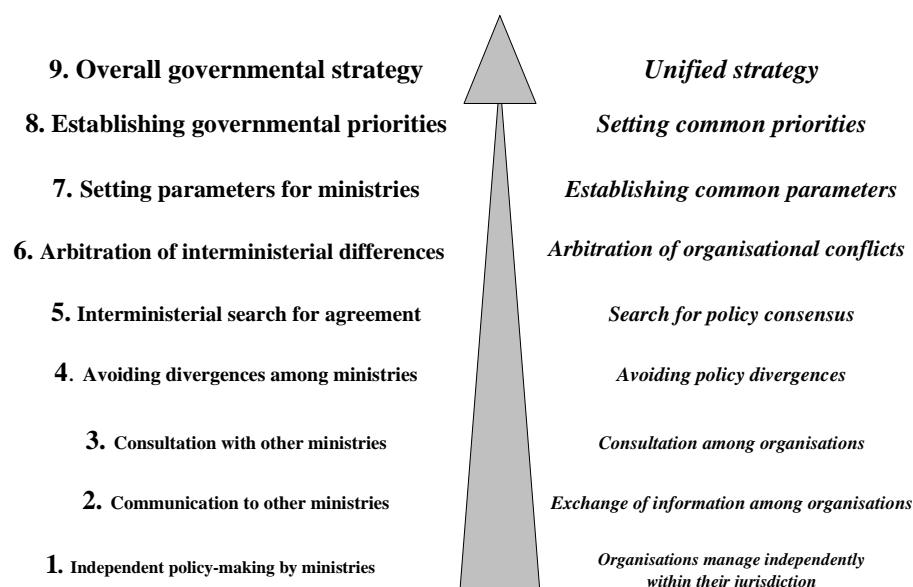 9. Overall governmental strategy
Unified strategy
8. Establishing governmental priorities
Setting common priorities
7. Setting parameters for ministries
Establishing common parameters
6. Arbitration of interministerial differences
Arbitration of organisational conflicts
5. Interministerial search for agreement
Search for policy consensus
4. Avoiding divergences among ministries
Avoiding policy divergences
3. Consultation with other ministries
Consultation among organisations
2. Communication to other ministries
Exchange of information among organisations
1. Independent policy-making by ministries
Organisations manage independently
within their jurisdiction